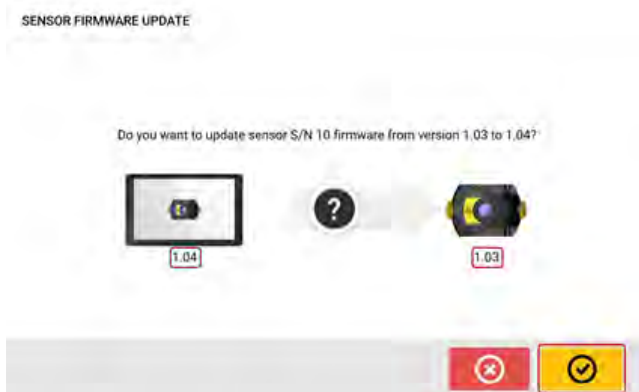 SENSOR FIRMWARE UPDATE
Do you want to update sensor S/N 10 firmware from version 1.03 to 1.04?
?
1.04
1.03